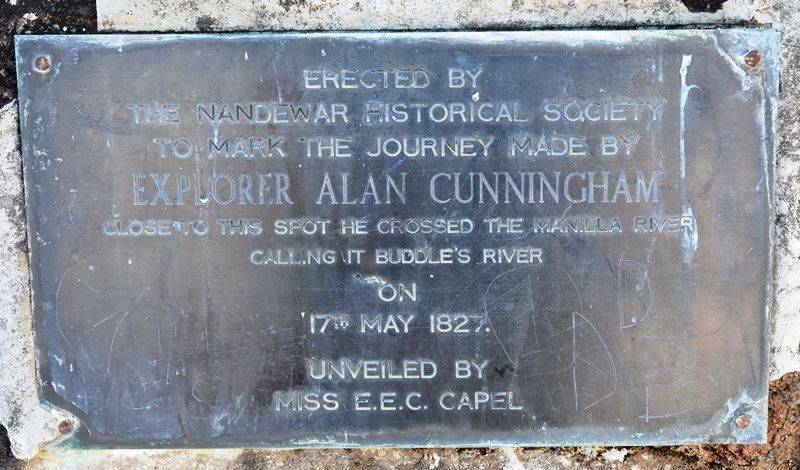 ERECTED BY
THE NANDEWAR HISTORICAL SOCIETY
TO MARK THE JOURNEY MADE BY
EXPLORER ALAN CUNNINGHAM
CLOSE TO THIS SPOT HE CROSSED THE MANILLA RIVER
CALLING IT BUDDLE'S RIVER
ON
17TH MAY 1827.
UNVEILED BY
MISS E.E.C. CAPEL